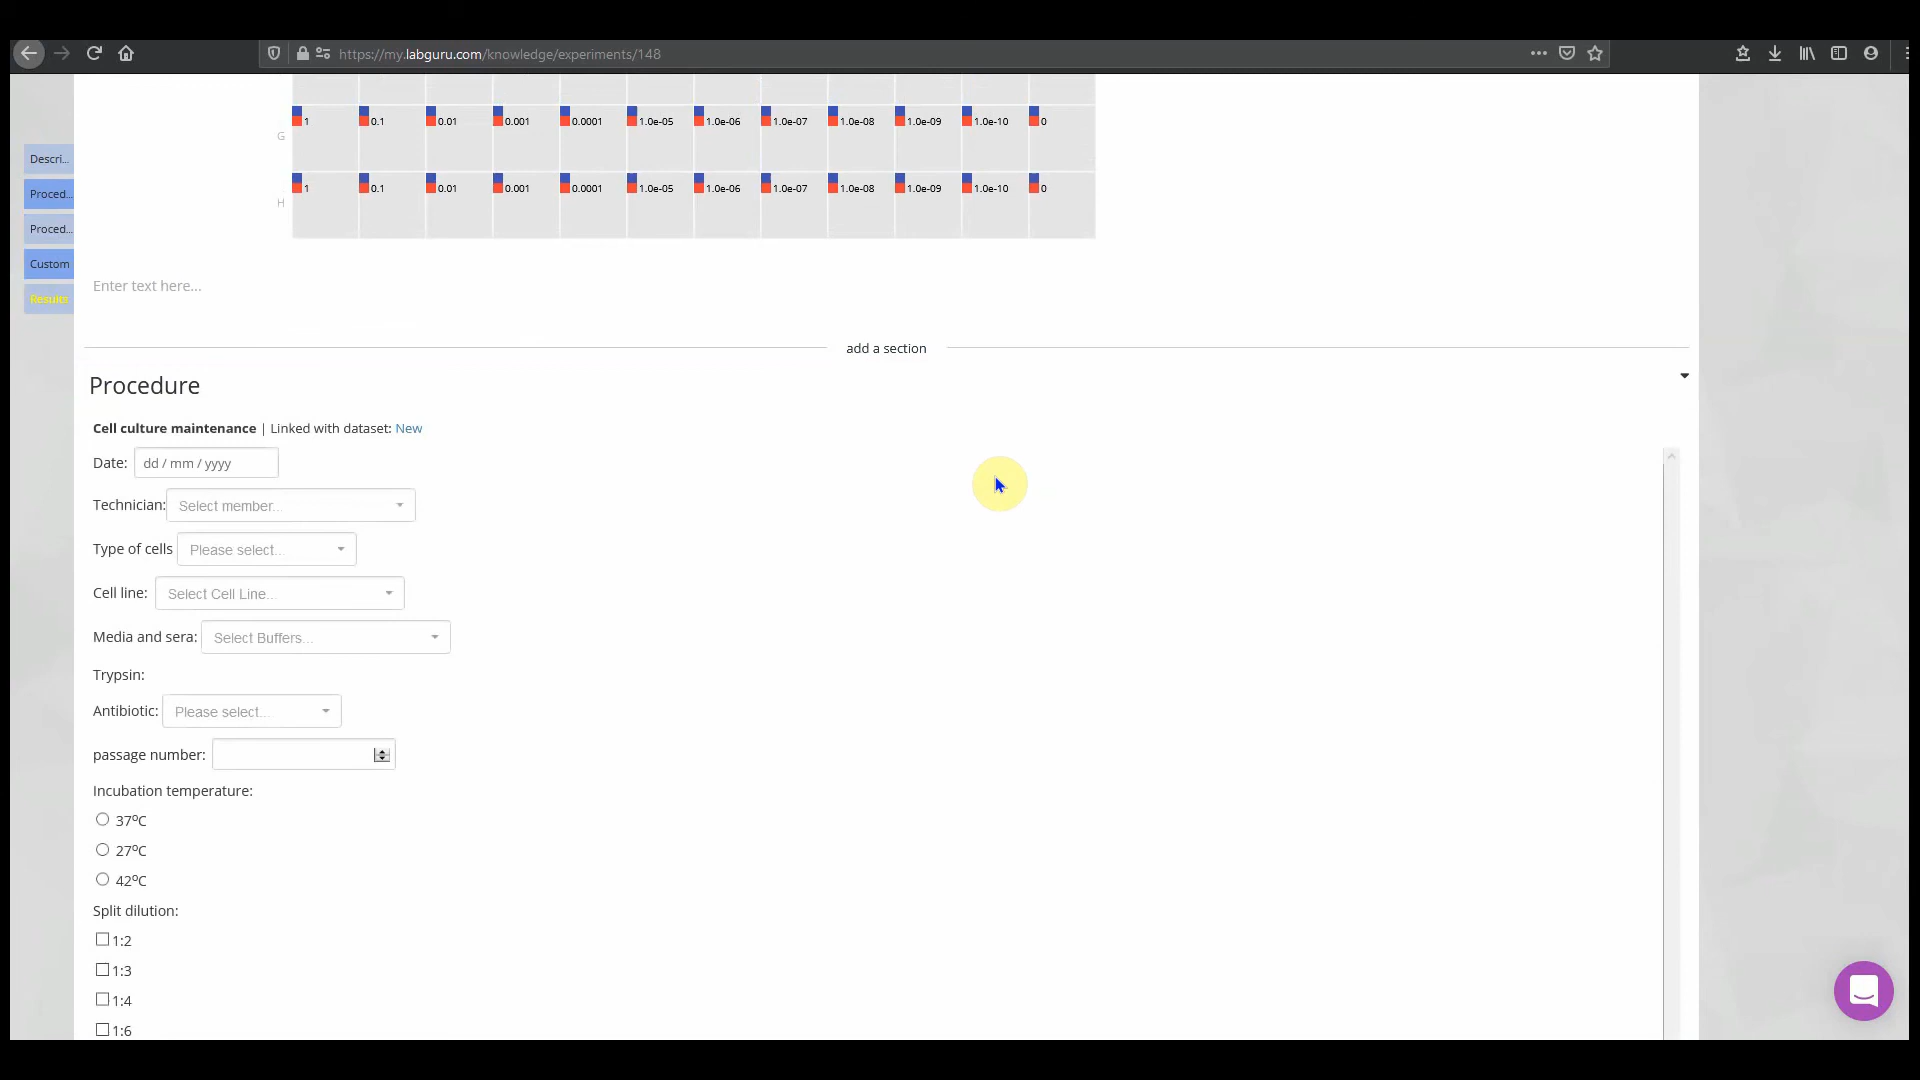 https://my.labguru.com/knowledge/experiments/148
G
1 0.1 0.01 0.001 0.0001 1.0e-05 1.0e-06 1.0e-07 1.0e-08 1.0e-09 1.0e-10 0
H
1 0.1 0.01 0.001 0.0001 1.0e-05 1.0e-06 1.0e-07 1.0e-08 1.0e-09 1.0e-10 0
Descri...
Proced...
Proced...
Custom
Results
Enter text here...
add a section
Procedure
Cell culture maintenance | Linked with dataset: New
Date: dd / mm / yyyy
Technician: Select member...
Type of cells Please select...
Cell line: Select Cell Line...
Media and sera: Select Buffers...
Trypsin:
Antibiotic: Please select...
passage number:
Incubation temperature:
37ºC
27ºC
42ºC
Split dilution:
1:2
1:3
1:4
1:6